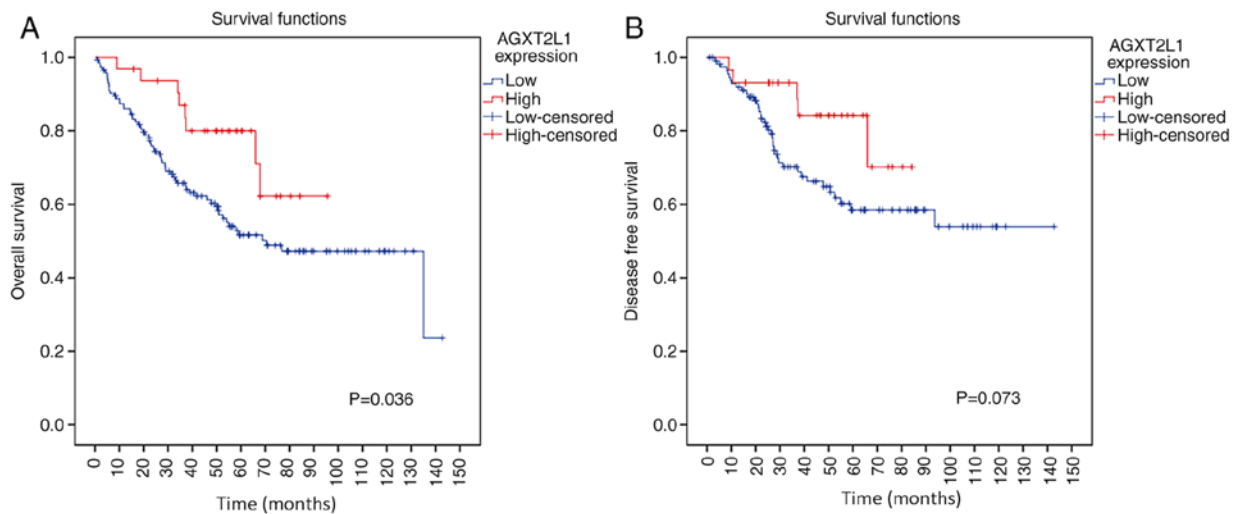 A
Survival functions
AGXT2L1
expression
Low
High
Low-censored
High-censored
Overall survival
1.0
0.8
0.6
0.4
0.2
0.0
P=0.036
0 10 20 30 40 50 60 70 80 90 100 110 120 130 140 150
Time (months)
B
Survival functions
AGXT2L1
expression
Low
High
Low-censored
High-censored
Disease free survival
1.0
0.8
0.6
0.4
0.2
0.0
P=0.073
0 10 20 30 40 50 60 70 80 90 100 110 120 130 140 150
Time (months)